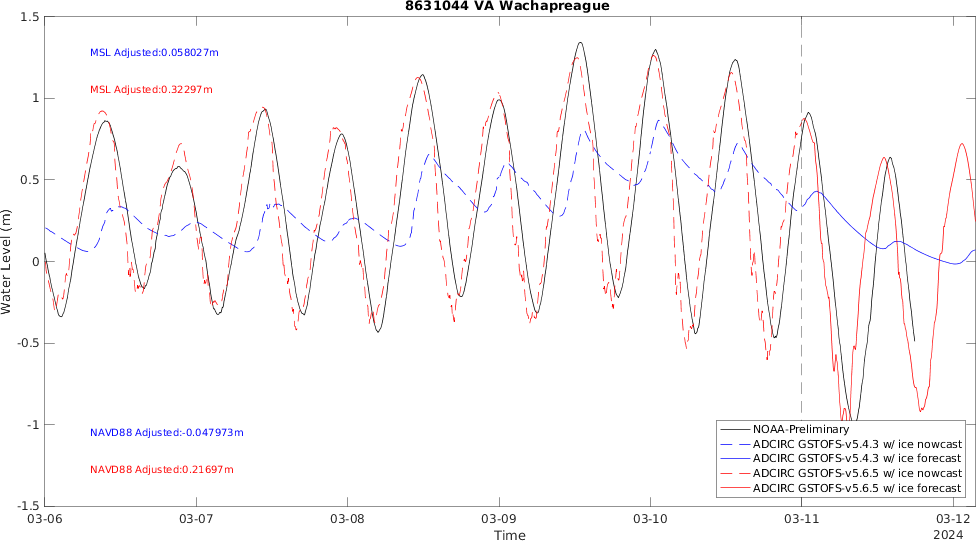 8631044 VA Wachapreague
1.5
1
0.5
0
-0.5
-1
-1.5
Water Level (m)
MSL Adjusted:0.058027m
MSL Adjusted:0.32297m
NAVD88 Adjusted:-0.047973m
NAVD88 Adjusted:0.21697m
NOAA-Preliminary
ADCIRC GSTOFS-v5.4.3 w/ ice nowcast
ADCIRC GSTOFS-v5.4.3 w/ ice forecast
ADCIRC GSTOFS-v5.6.5 w/ ice nowcast
ADCIRC GSTOFS-v5.6.5 w/ ice forecast
03-06 03-07 03-08 03-09 03-10 03-11 03-12
Time
2024